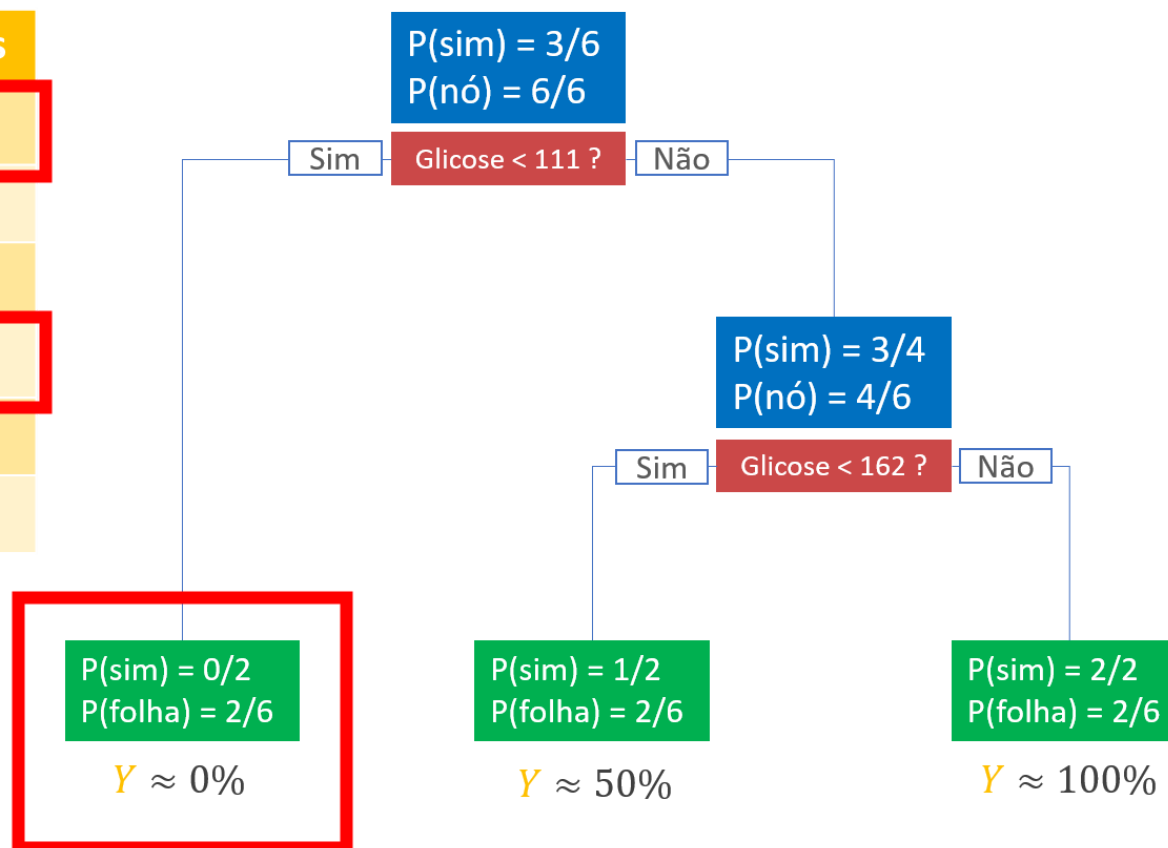 s
P(sim) = 3/6
P(nó) = 6/6
Sim
Glicose < 111 ?
Não
P(sim) = 3/4
P(nó) = 4/6
Sim
Glicose < 162 ?
Não
P(sim) = 0/2
P(folha) = 2/6
Y ≈ 0%
P(sim) = 1/2
P(folha) = 2/6
Y ≈ 50%
P(sim) = 2/2
P(folha) = 2/6
Y ≈ 100%